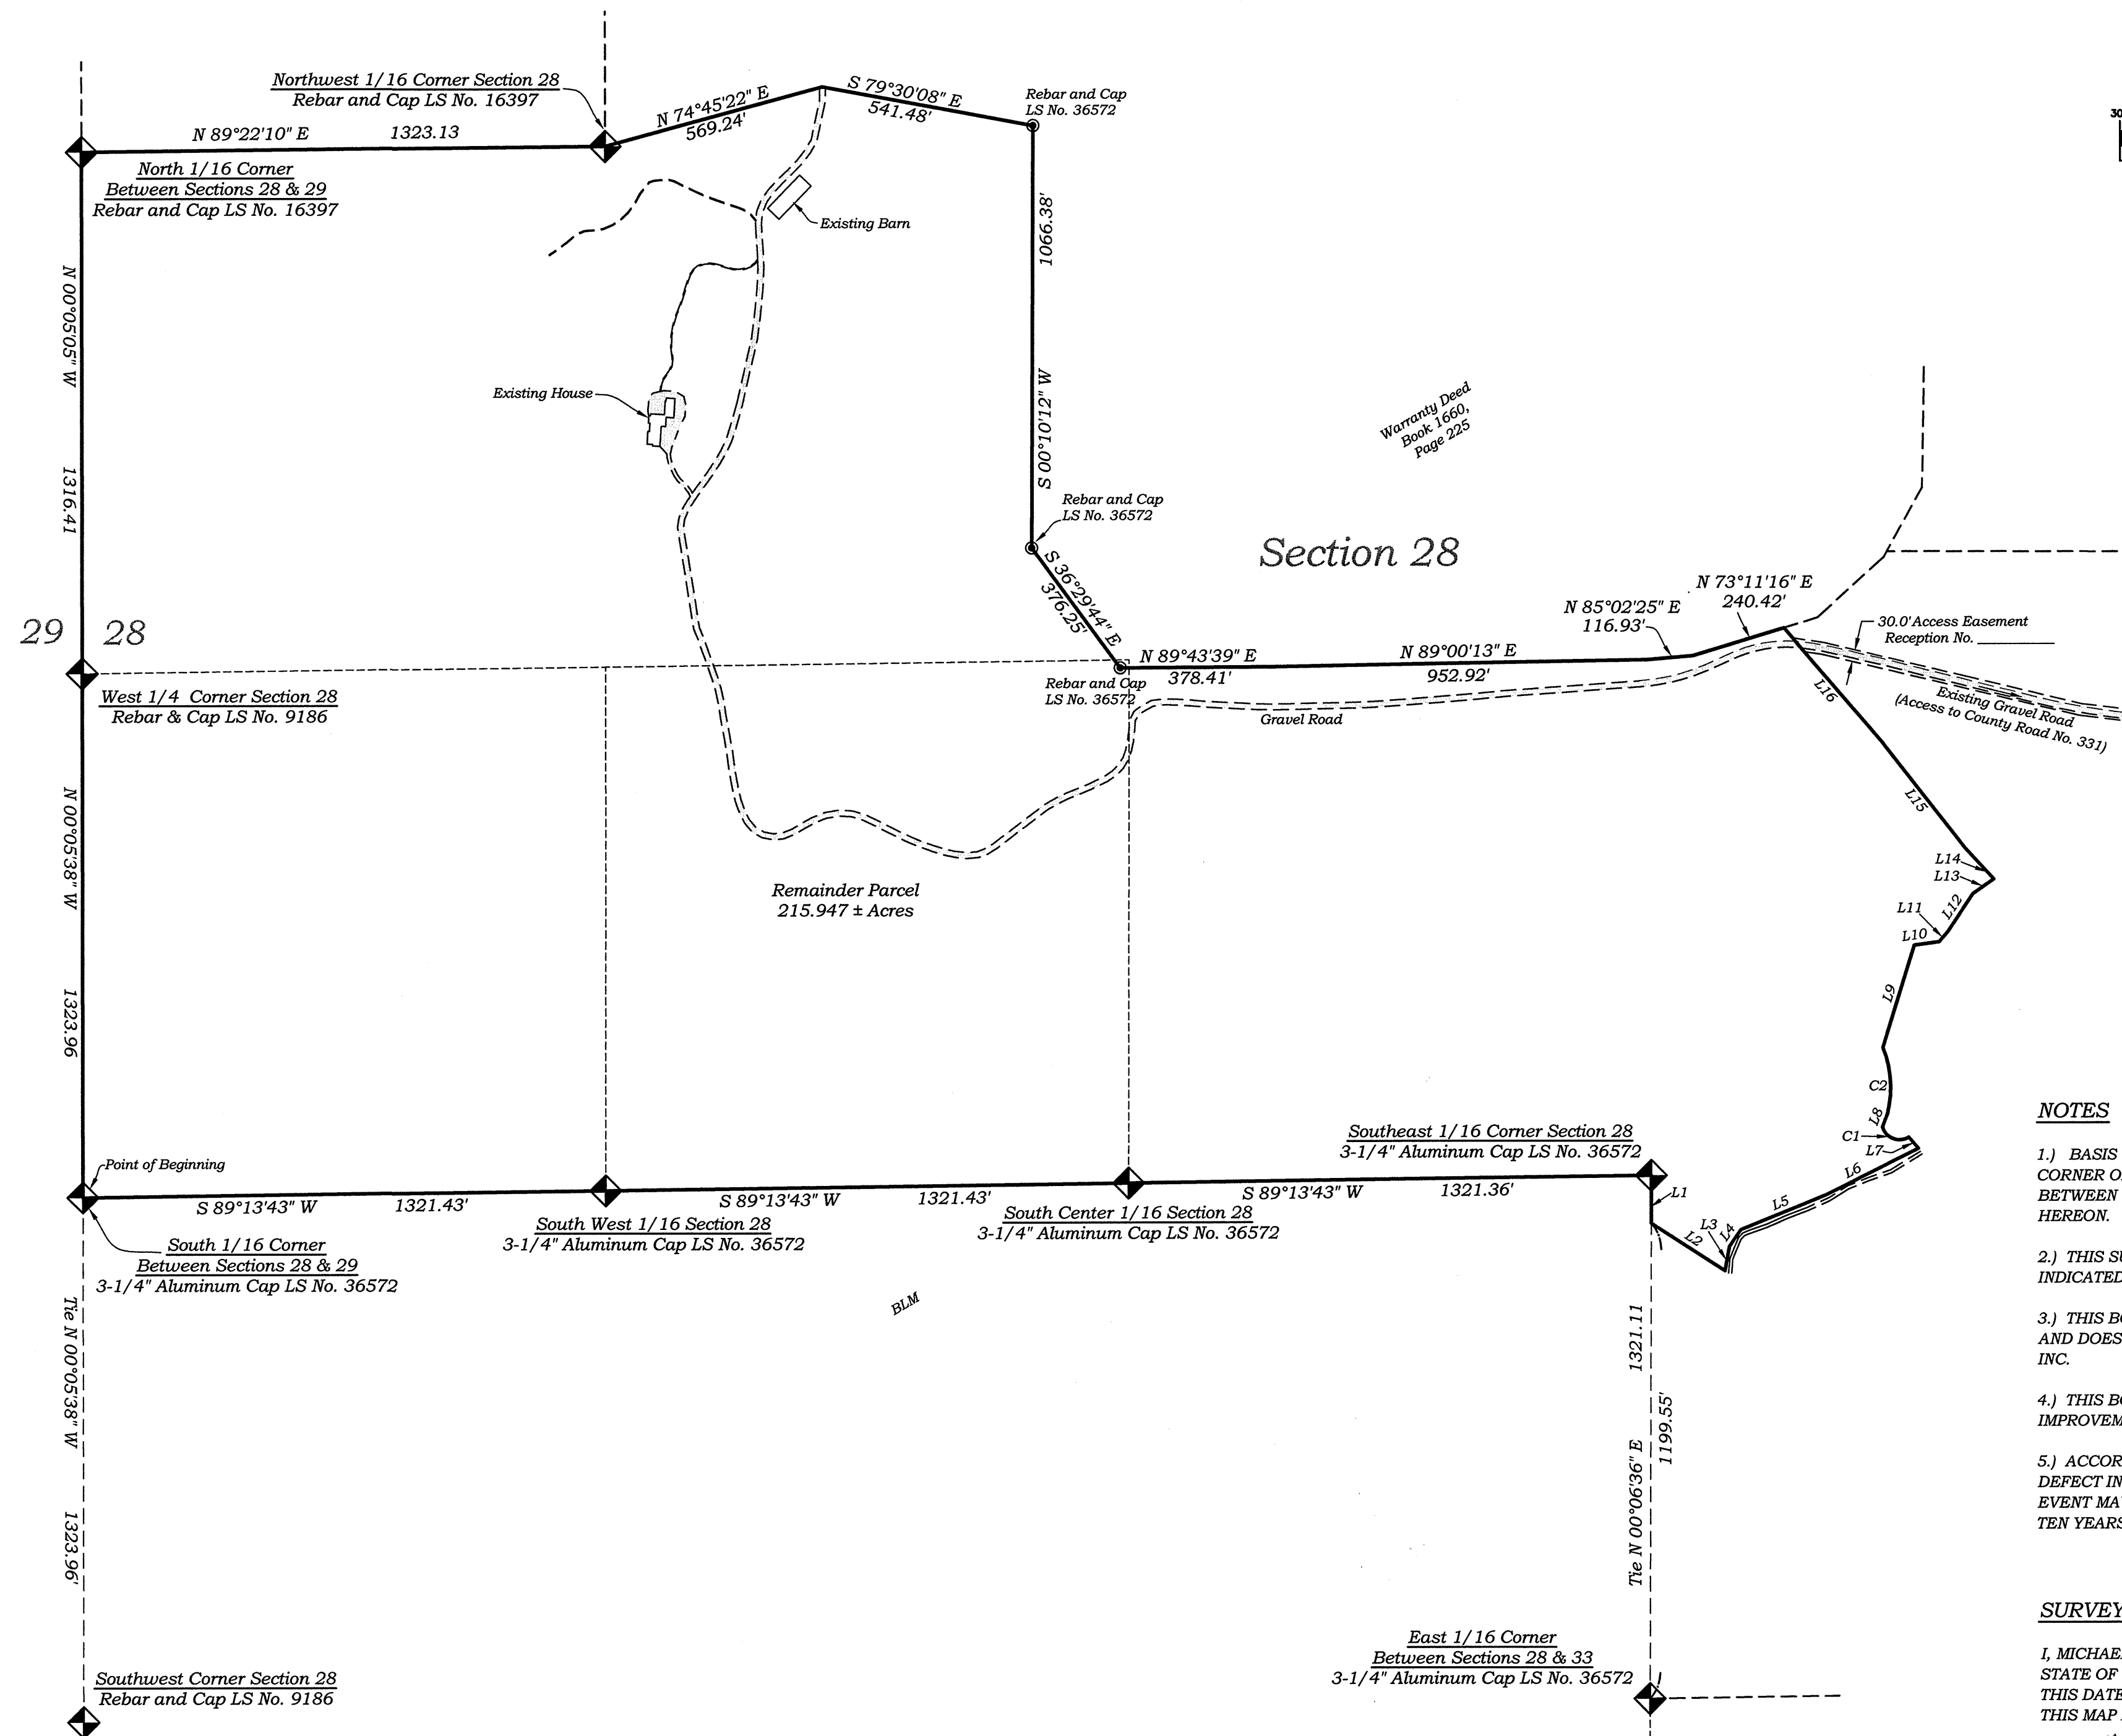 Northwest 1/16 Corner Section 28
Rebar and Cap LS No. 16397
N 89°22'10" E 1323.13
North 1/16 Corner
Between Sections 28 & 29
Rebar and Cap LS No. 16397
N 74°45'22" E
569.24'
S 79°30'08" E
541.48'
Rebar and Cap
LS No. 36572
30
Existing Barn
1066.38'
S 00°10'12" W
N 00°05'05" W
1316.41
Existing House
Warranty Deed
Book 1660,
Page 225
Rebar and Cap
LS No. 36572
Section 28
S 36°29'44" E
376.25'
29 28
West 1/4 Corner Section 28
Rebar & Cap LS No. 9186
N 89°43'39" E
378.41'
Rebar and Cap
LS No. 36572
N 89°00'13" E
952.92'
N 85°02'25" E
116.93'
N 73°11'16" E
240.42'
30.0' Access Easement
Reception No.
Gravel Road
Existing Gravel Road
(Access to County Road No. 331)
L16
L15
L14
L13
L12
L11
L10
L9
C2
L8
C1
L7
L6
L5
L4
L3
L2
L1
N 00°05'38" W
1323.96
Remainder Parcel
215.947 ± Acres
Point of Beginning
S 89°13'43" W 1321.43'
S 89°13'43" W 1321.43'
S 89°13'43" W 1321.36'
Southeast 1/16 Corner Section 28
3-1/4" Aluminum Cap LS No. 36572
South West 1/16 Section 28
3-1/4" Aluminum Cap LS No. 36572
South Center 1/16 Section 28
3-1/4" Aluminum Cap LS No. 36572
South 1/16 Corner
Between Sections 28 & 29
3-1/4" Aluminum Cap LS No. 36572
BLM
Tie N 00°05'38" W
1323.96'
1321.11
1199.55'
Tie N 00°06'36" E
East 1/16 Corner
Between Sections 28 & 33
3-1/4" Aluminum Cap LS No. 36572
Southwest Corner Section 28
Rebar and Cap LS No. 9186
NOTES
1.) BASIS
CORNER O
BETWEEN
HEREON.
2.) THIS SU
INDICATED
3.) THIS BO
AND DOES
INC.
4.) THIS BO
IMPROVEM
5.) ACCOR
DEFECT IN
EVENT MA
TEN YEARS
SURVEY
I, MICHAE
STATE OF
THIS DATE
THIS MAP